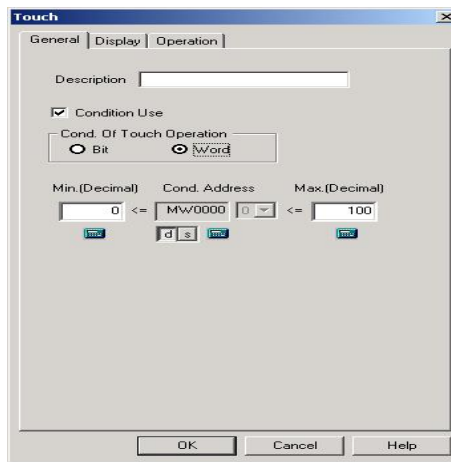 Touch
General Display Operation
Description
Condition Use
Cond. Of Touch Operation
Bit Word
Min.(Decimal) Cond. Address Max.(Decimal)
0 <= MW0000 0 <= 100
d s
OK Cancel Help